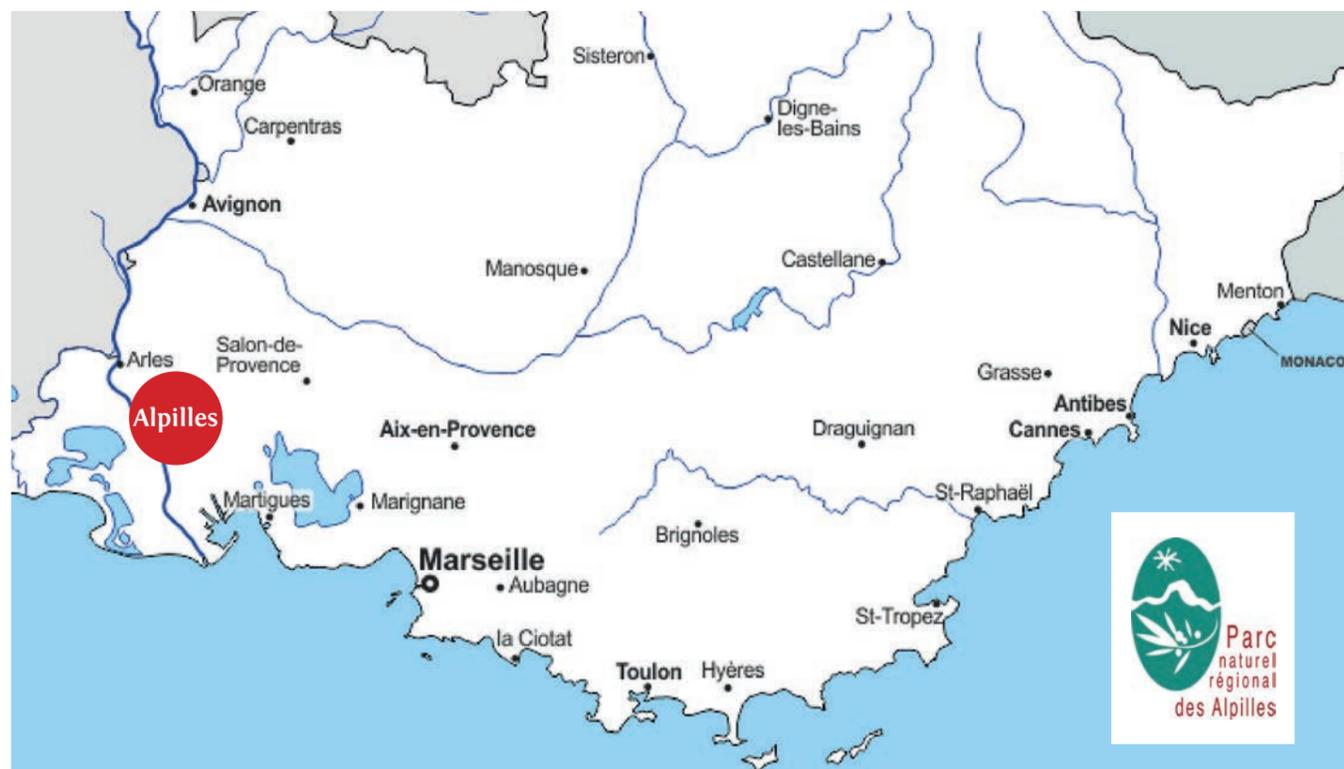 Sisteron
Orange
Digne-
les-Bains
Carpentras
Avignon
Manosque
Castellane
Menton
Nice
MONACO
Arles
Salon-de-
Provence
Grasse
Alpilles
Antibes
Cannes
Aix-en-Provence
Draguignan
Martigues
Marignane
St-Raphaël
Brignoles
Marseille
Aubagne
St-Tropez
la Ciotat
Toulon
Hyères
Parc
naturel
régional
des Alpilles